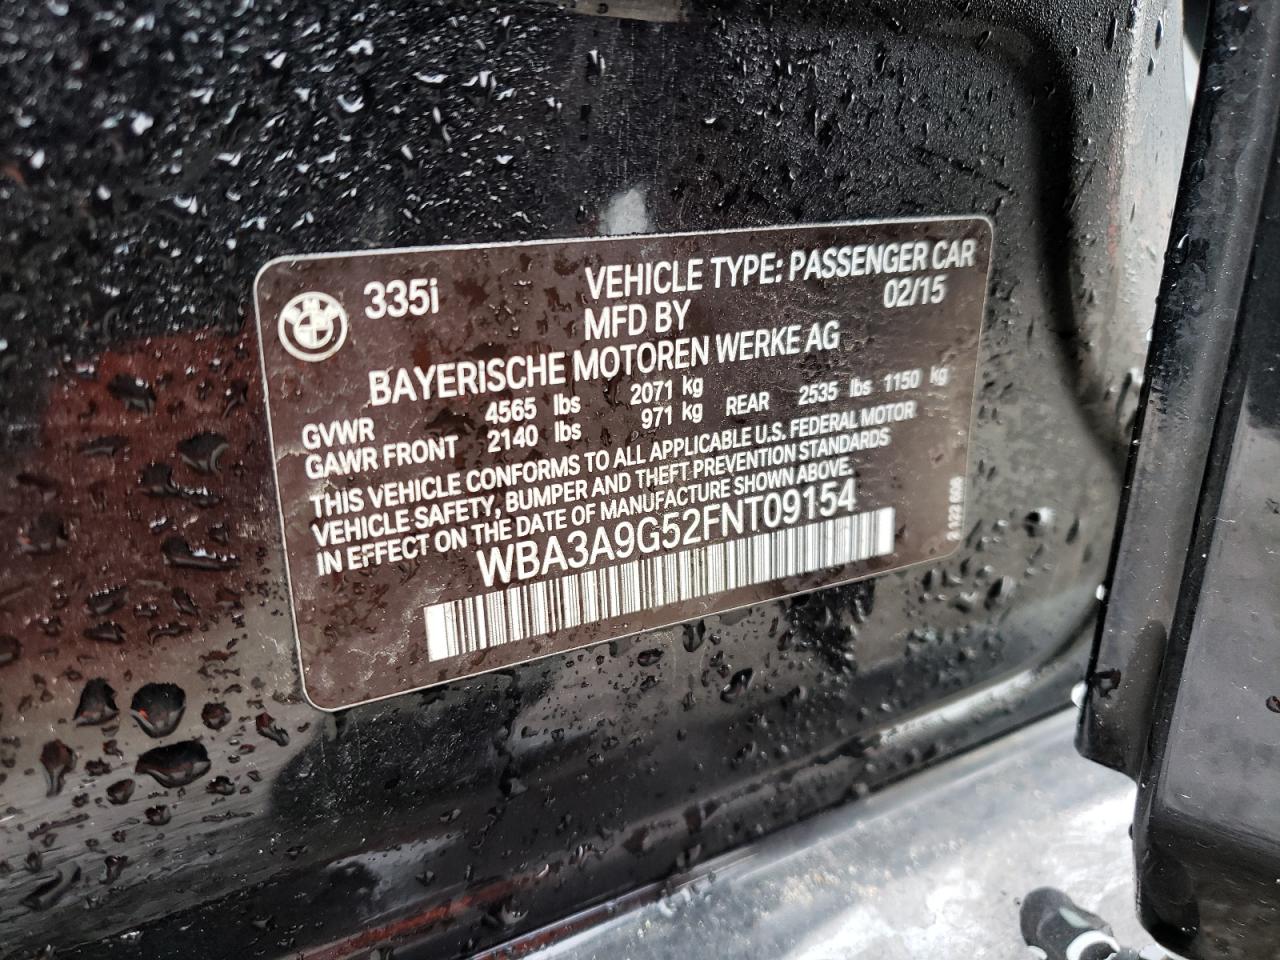 335i VEHICLE TYPE: PASSENGER CAR
MFD BY 02/15
BAYERISCHE MOTOREN WERKE AG
GVWR 4565 lbs 2071 kg
GAWR FRONT 2140 lbs 971 kg REAR 2535 lbs 1150 kg
THIS VEHICLE CONFORMS TO ALL APPLICABLE U.S. FEDERAL MOTOR
VEHICLE SAFETY, BUMPER AND THEFT PREVENTION STANDARDS
IN EFFECT ON THE DATE OF MANUFACTURE SHOWN ABOVE.
WBA3A9G52FNT09154